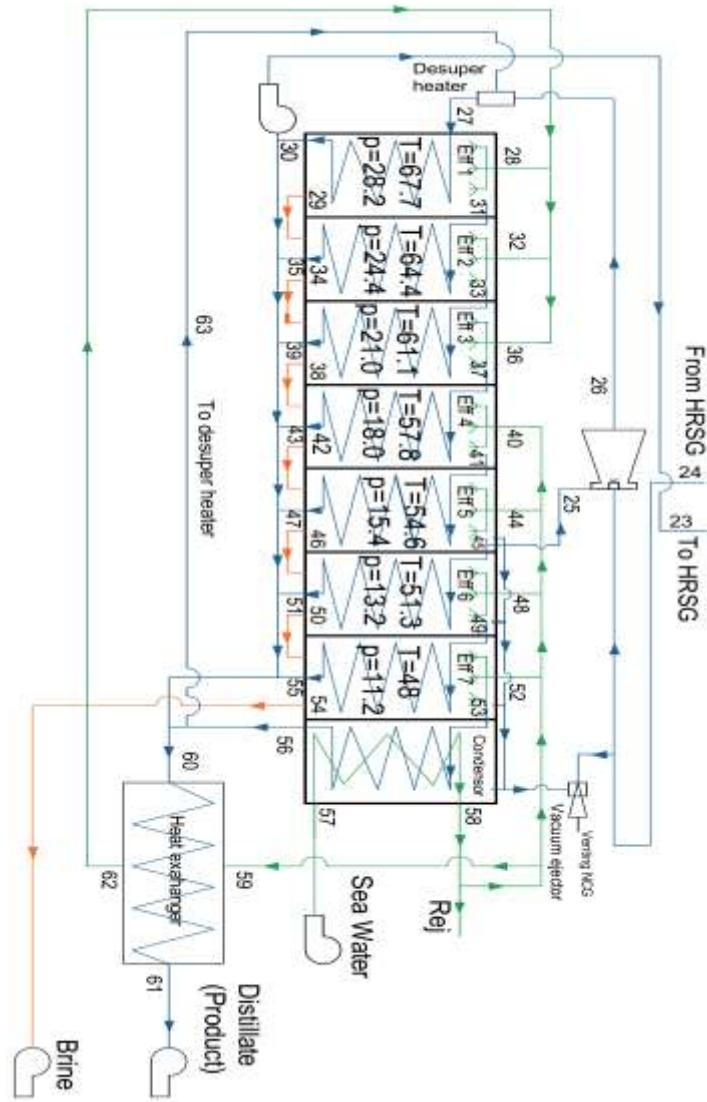 Desuper
heater
27
30
28
Eff 1
T=67.7
p=28.2
31
29
32
Eff 2
T=64.4
p=24.4
33
34
35
36
Eff 3
T=61.1
p=21.0
37
38
39
40
Eff 4
T=57.8
p=18.0
41
42
43
44
Eff 5
T=54.6
p=15.4
45
46
47
48
Eff 6
T=51.3
p=13.2
49
50
51
52
Eff 7
T=48
p=11.2
53
54
55
Condensor
56
57
58
63
To desuper heater
26
25
From HRSG
24
23
To HRSG
Venting NCG
Vacuum ejector
60
Heat exahanger
59
62
61
Sea Water
Rej
Distillate
(Product)
Brine